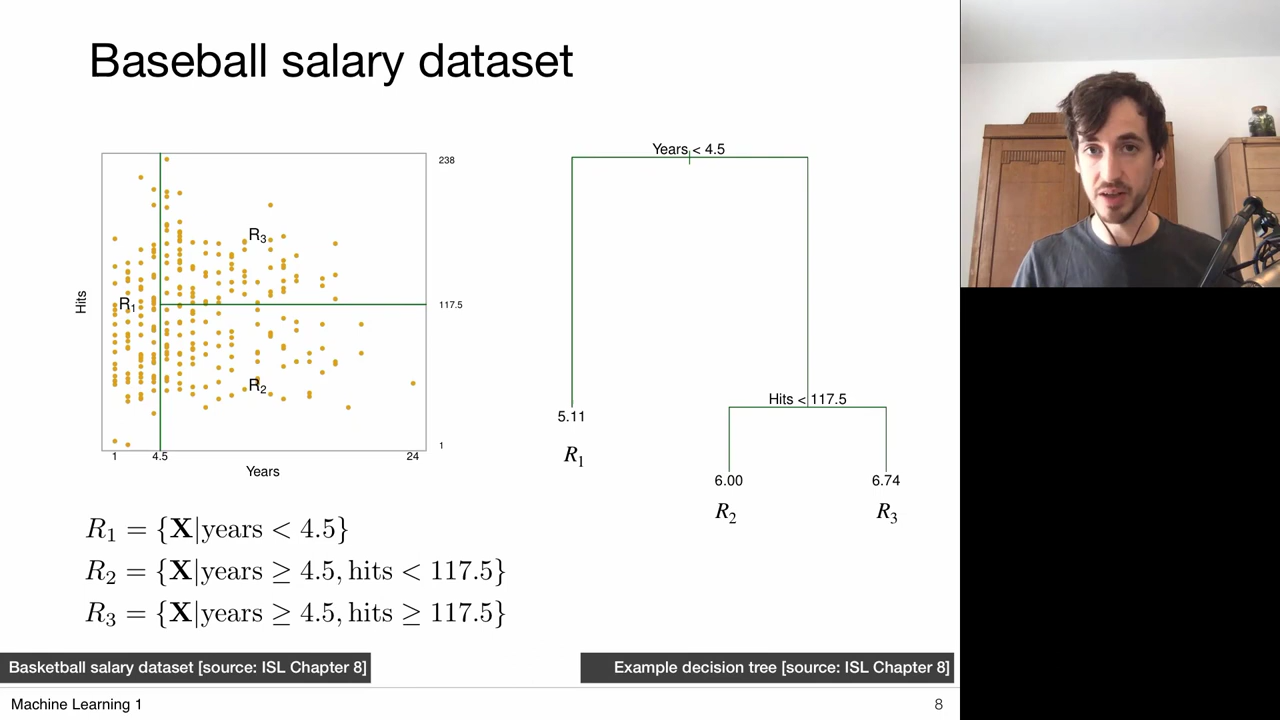 Baseball salary dataset
238
R3
Hits
R1
117.5
R2
1
1 4.5 24
Years
Years < 4.5
5.11
R1
Hits < 117.5
6.00 6.74
R2 R3
R1 = {X|years < 4.5}
R2 = {X|years ≥ 4.5, hits < 117.5}
R3 = {X|years ≥ 4.5, hits ≥ 117.5}
Basketball salary dataset [source: ISL Chapter 8]
Example decision tree [source: ISL Chapter 8]
Machine Learning 1
8